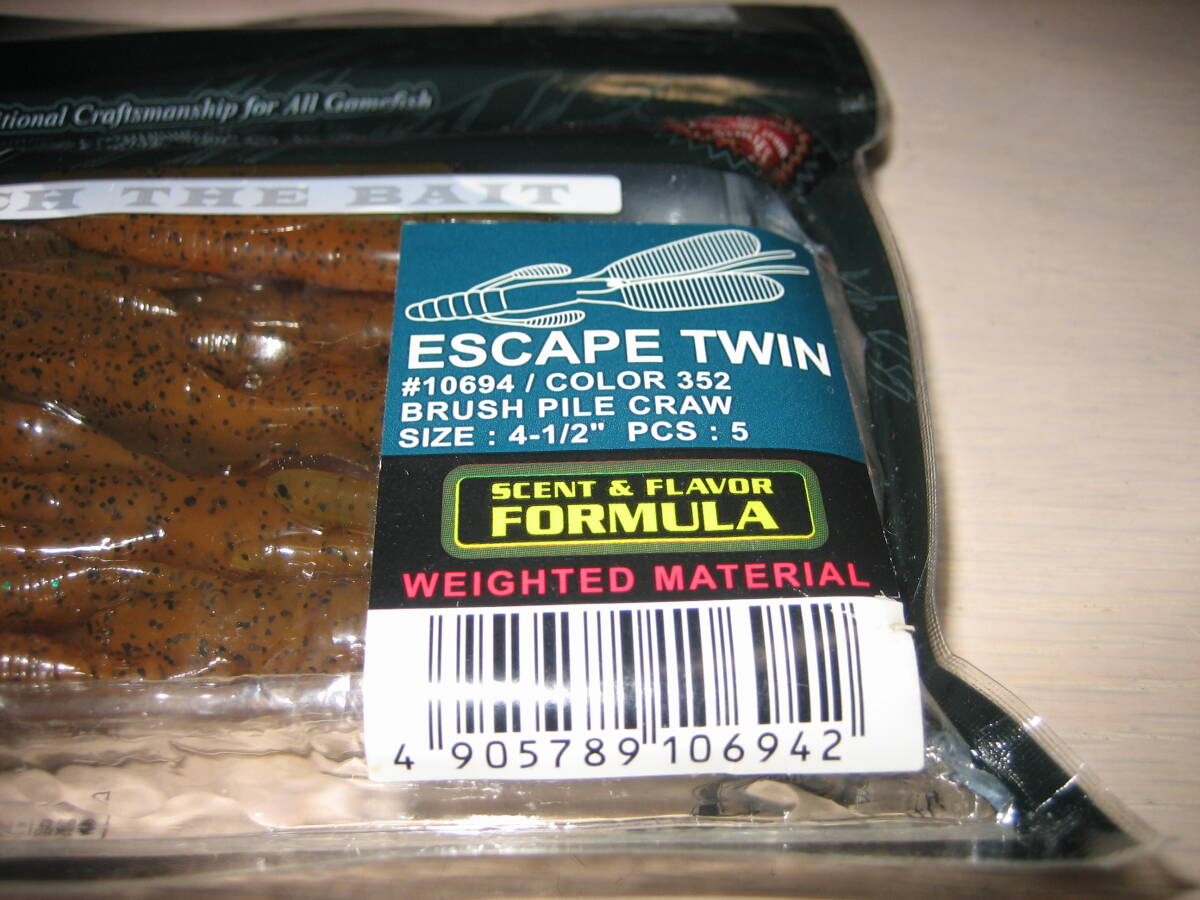 itional Craftsmanship for All Gamefish
CH THE BAIT
ESCAPE TWIN
#10694 / COLOR 352
BRUSH PILE CRAW
SIZE : 4-1/2" PCS : 5
SCENT & FLAVOR
FORMULA
WEIGHTED MATERIAL
4 905789 106942